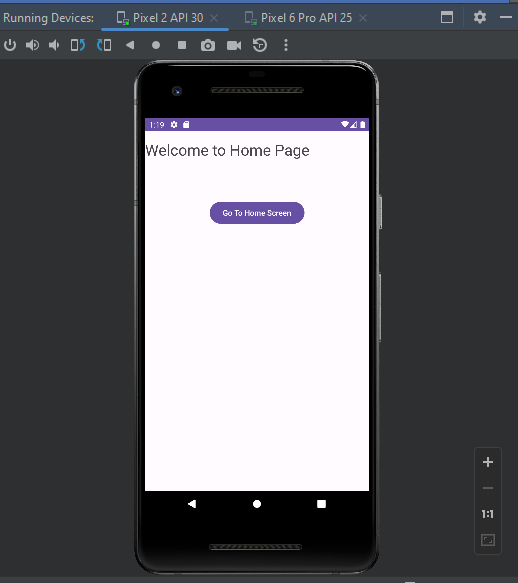 Running Devices: Pixel 2 API 30 Pixel 6 Pro API 25
1:19
Welcome to Home Page
Go To Home Screen
1:1